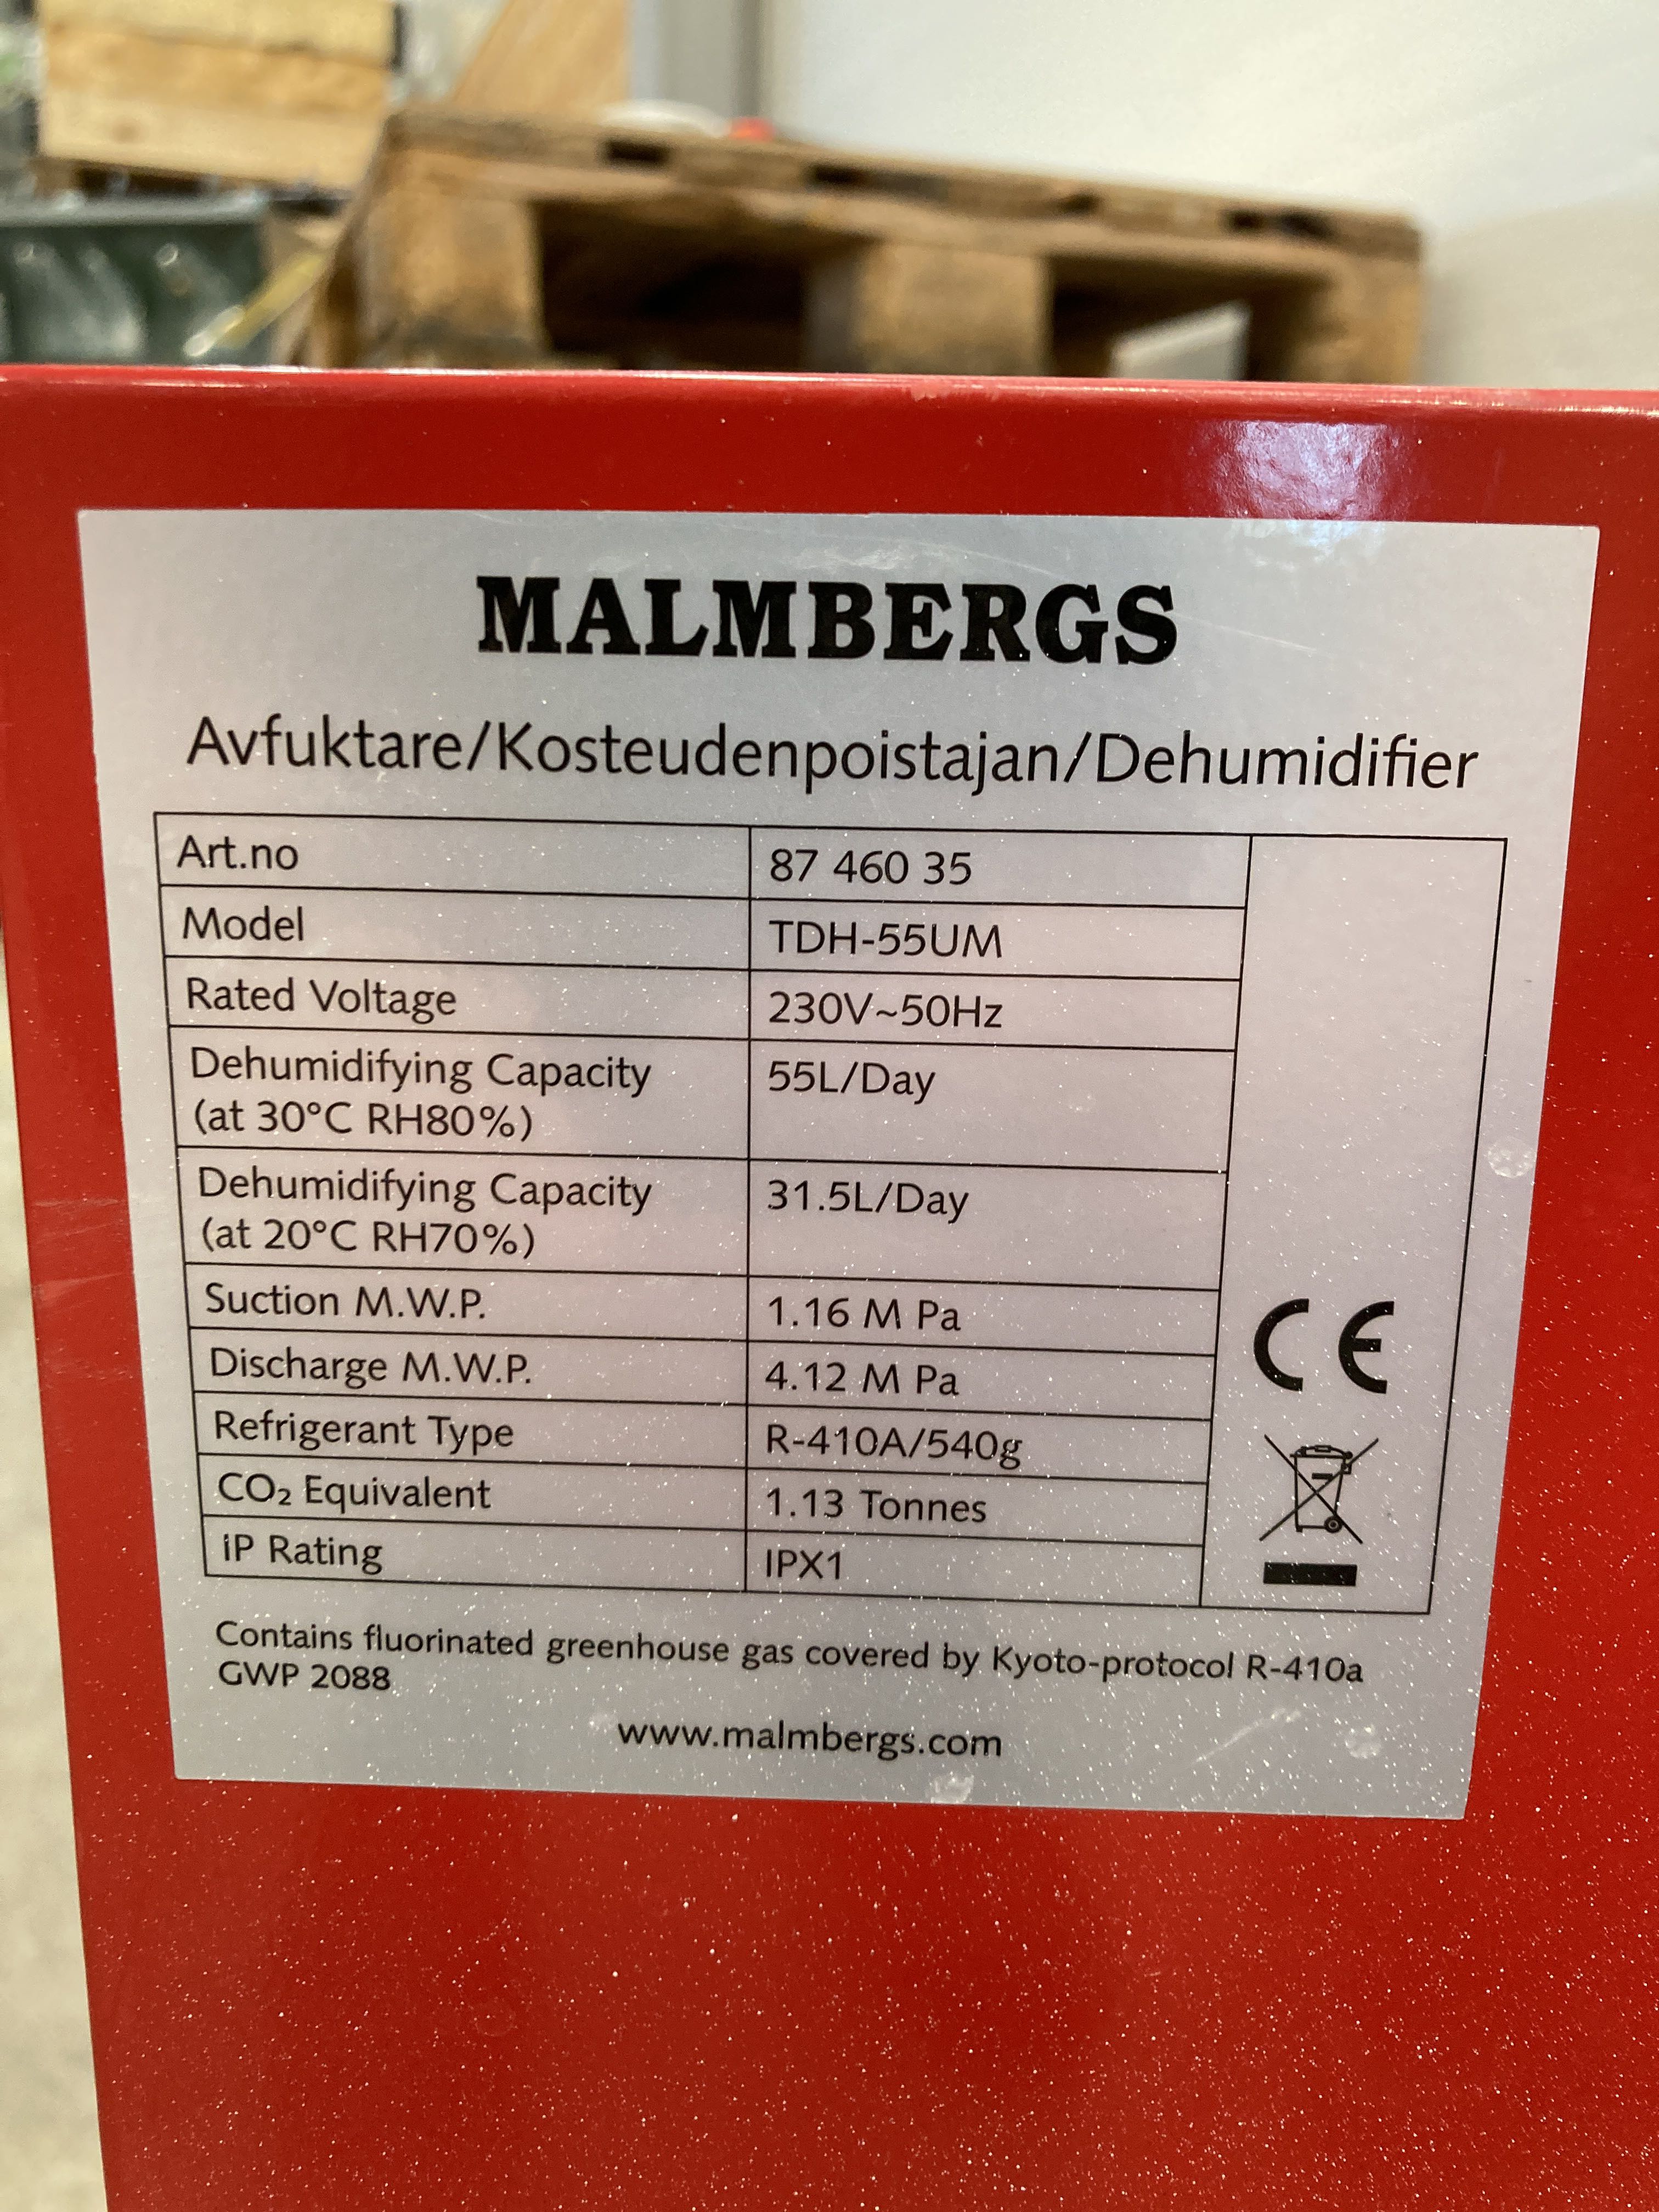 MALMBERGS
Avfuktare/Kosteudenpoistajan/Dehumidifier
Art.no 87 460 35
Model TDH-55UM
Rated Voltage 230V~50Hz
Dehumidifying Capacity 55L/Day
(at 30°C RH80%)
Dehumidifying Capacity 31.5L/Day
(at 20°C RH70%)
Suction M.W.P. 1.16 M Pa
Discharge M.W.P. 4.12 M Pa
Refrigerant Type R-410A/540g
CO₂ Equivalent 1.13 Tonnes
iP Rating IPX1
CE
Contains fluorinated greenhouse gas covered by Kyoto-protocol R-410a
GWP 2088
www.malmbergs.com